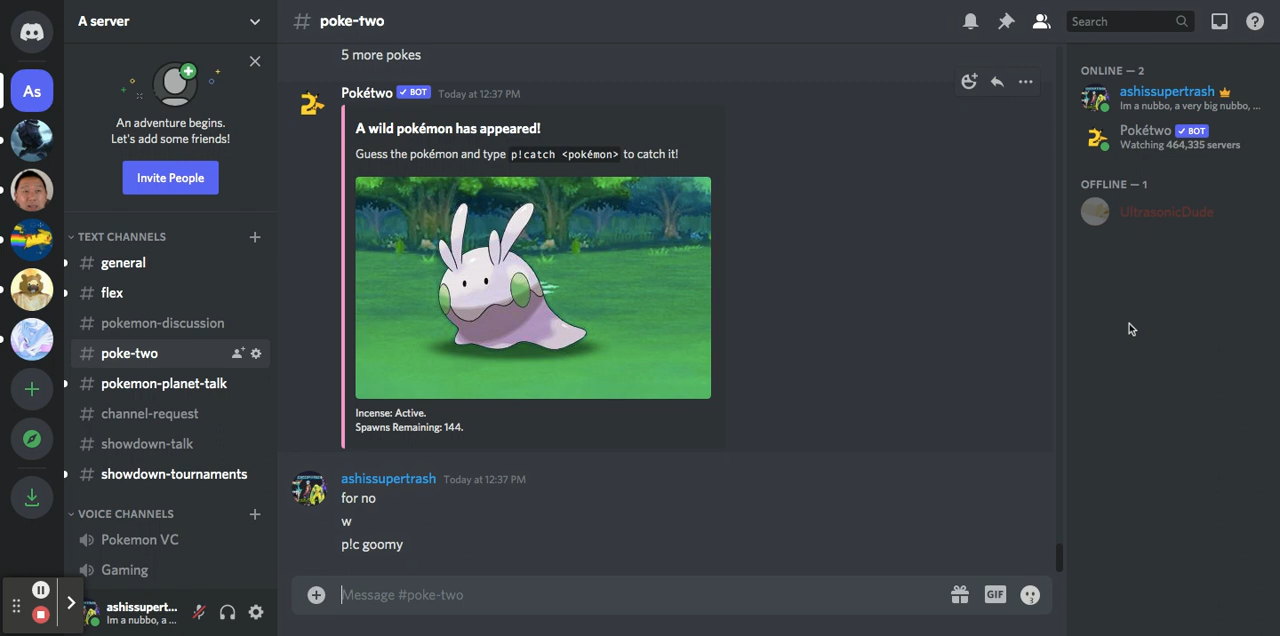 A server
poke-two
Search
An adventure begins.
Let's add some friends!
Invite People
TEXT CHANNELS
general
flex
pokemon-discussion
poke-two
pokemon-planet-talk
channel-request
showdown-talk
showdown-tournaments
VOICE CHANNELS
Pokemon VC
Gaming
As
ashissupert...
Im a nubbo, a ...
5 more pokes
Pokétwo ✓ BOT Today at 12:37 PM
A wild pokémon has appeared!
Guess the pokémon and type p!catch <pokémon> to catch it!
Incense: Active.
Spawns Remaining: 144.
ashissupertrash Today at 12:37 PM
for no
w
p!c goomy
Message #poke-two
GIF
ONLINE — 2
ashissupertrash
Im a nubbo, a very big nubbo, ...
Pokétwo ✓ BOT
Watching 464,335 servers
OFFLINE — 1
UltrasonicDude